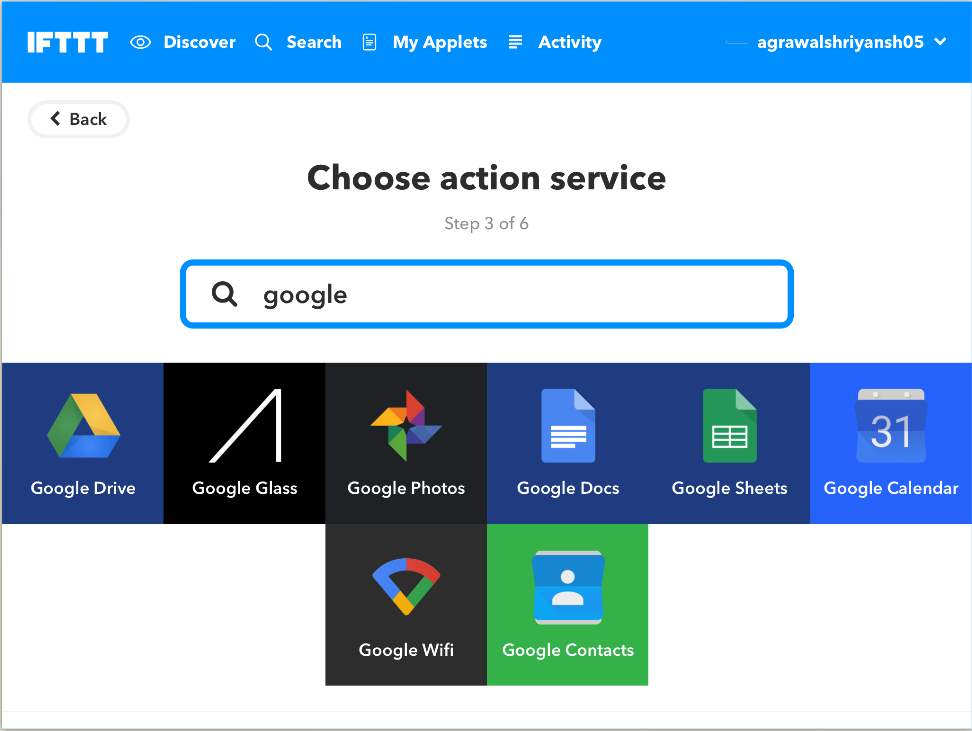 IFTTT Discover Search My Applets Activity agrawalshriyansh05
Back
Choose action service
Step 3 of 6
google
31
Google Drive Google Glass Google Photos Google Docs Google Sheets Google Calendar
Google Wifi Google Contacts